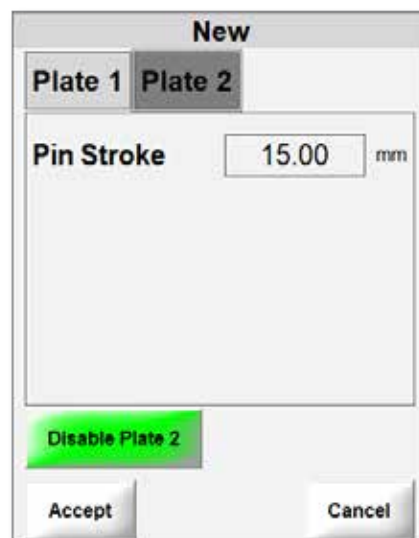 New
Plate 1 Plate 2
Pin Stroke 15.00 mm
Disable Plate 2
Accept Cancel